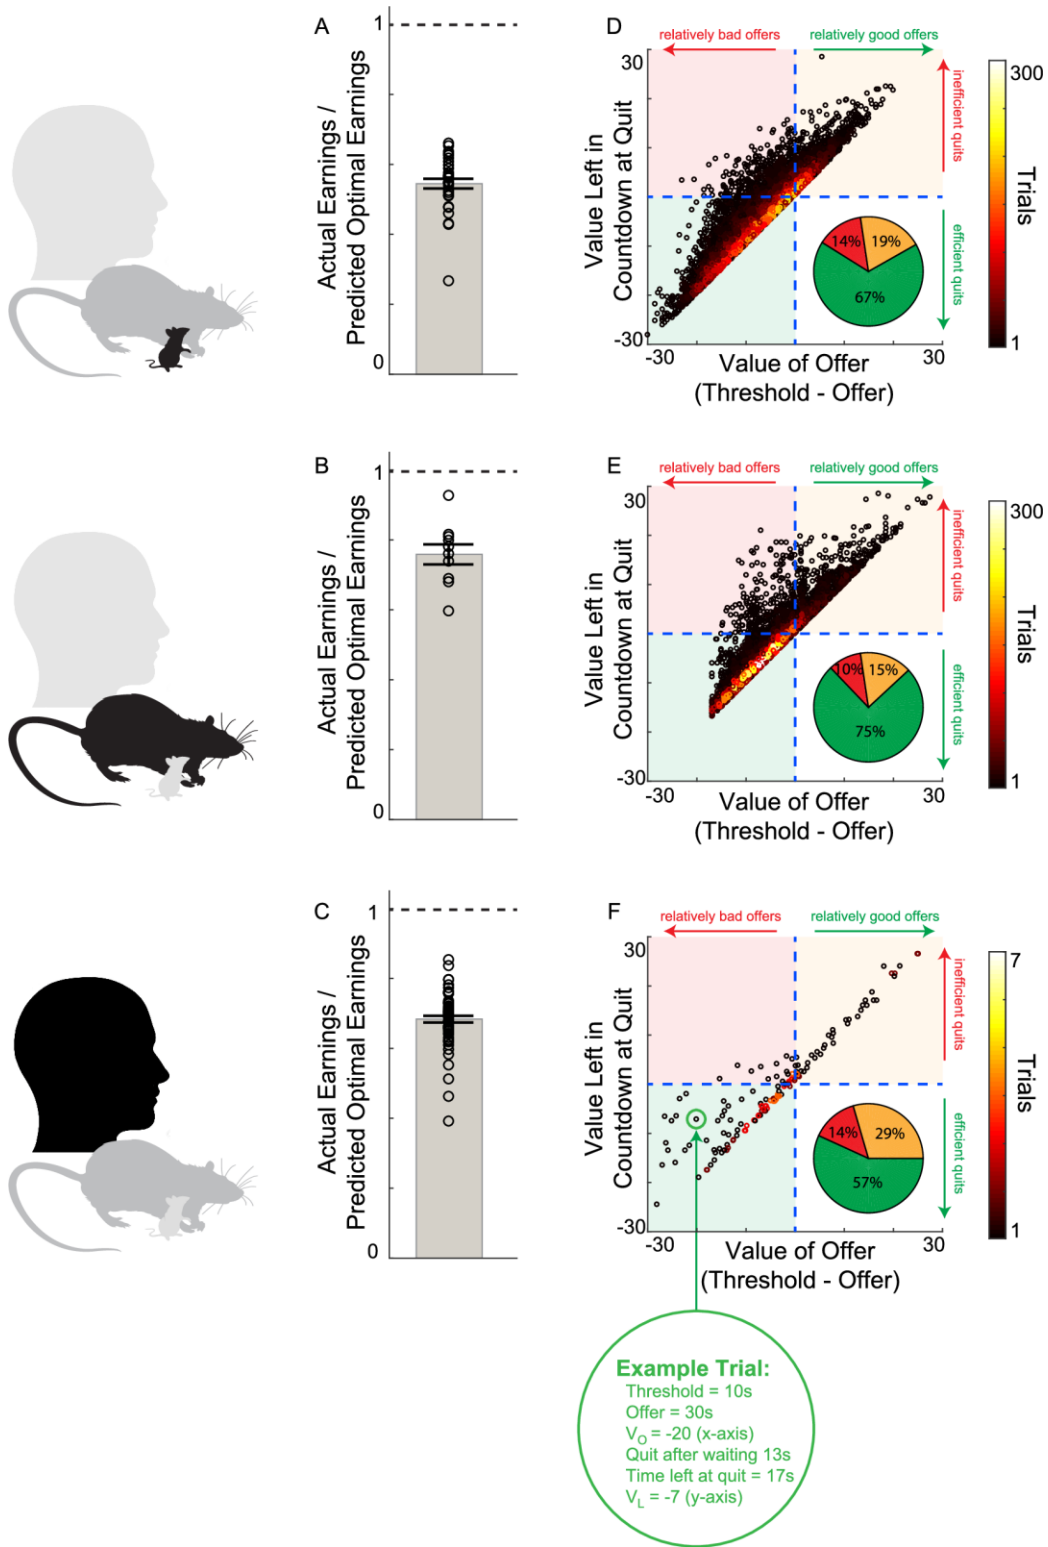 A
1
Actual Earnings /
Predicted Optimal Earnings
0
D
relatively bad offers
relatively good offers
30
Value Left in
Countdown at Quit
-30
-30
30
Value of Offer
(Threshold - Offer)
inefficient quits
efficient quits
14%
19%
67%
300
Trials
1
B
1
Actual Earnings /
Predicted Optimal Earnings
0
E
relatively bad offers
relatively good offers
30
Value Left in
Countdown at Quit
-30
-30
30
Value of Offer
(Threshold - Offer)
inefficient quits
efficient quits
10%
15%
75%
300
Trials
1
C
1
Actual Earnings /
Predicted Optimal Earnings
0
F
relatively bad offers
relatively good offers
30
Value Left in
Countdown at Quit
-30
-30
30
Value of Offer
(Threshold - Offer)
inefficient quits
efficient quits
14%
29%
57%
7
Trials
1
Example Trial:
Threshold = 10s
Offer = 30s
V_O = -20 (x-axis)
Quit after waiting 13s
Time left at quit = 17s
V_L = -7 (y-axis)